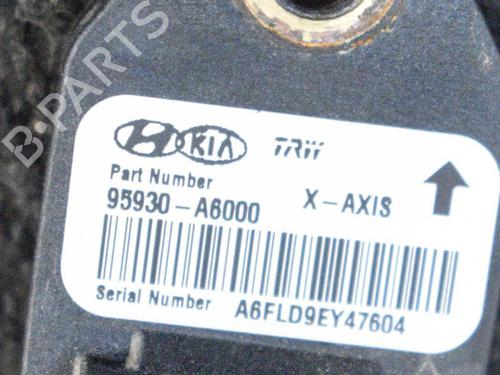 KIA TRW
Part Number
95930-A6000 X-AXIS
Serial Number A6FLD9EY47604
B-PARTS